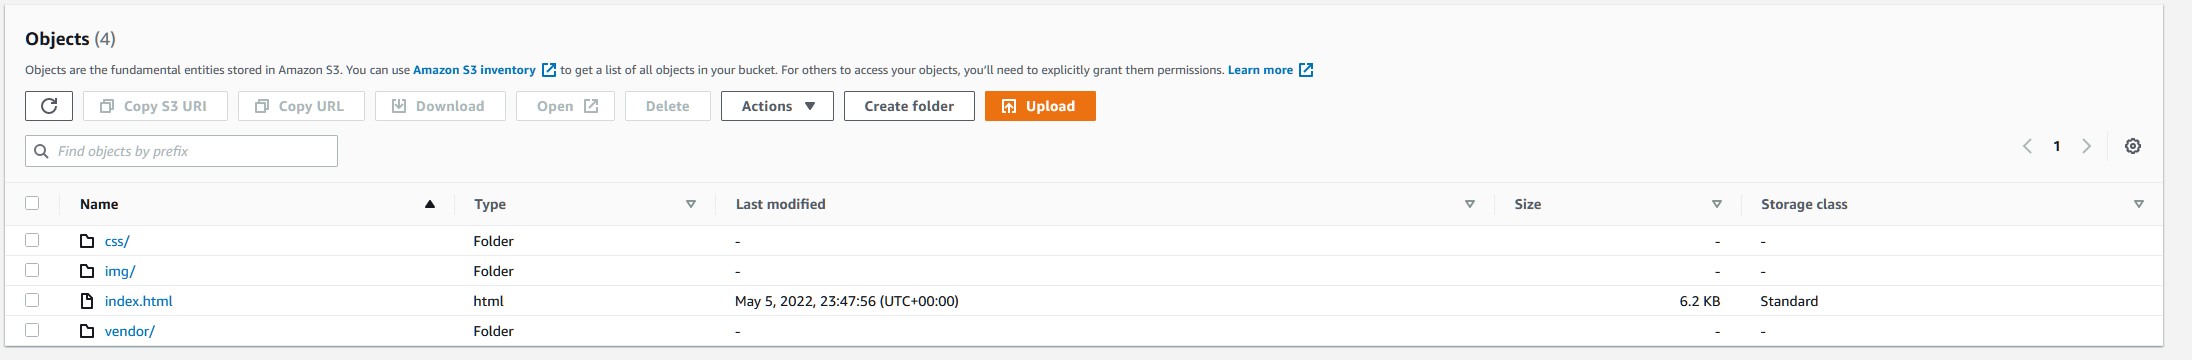 Objects (4)
Objects are the fundamental entities stored in Amazon S3. You can use Amazon S3 inventory to get a list of all objects in your bucket. For others to access your objects, you'll need to explicitly grant them permissions. Learn more
Copy S3 URI Copy URL Download Open Delete Actions Create folder Upload
Find objects by prefix 1
Name Type Last modified Size Storage class
css/ Folder - - -
img/ Folder - - -
index.html html May 5, 2022, 23:47:56 (UTC+00:00) 6.2 KB Standard
vendor/ Folder - - -